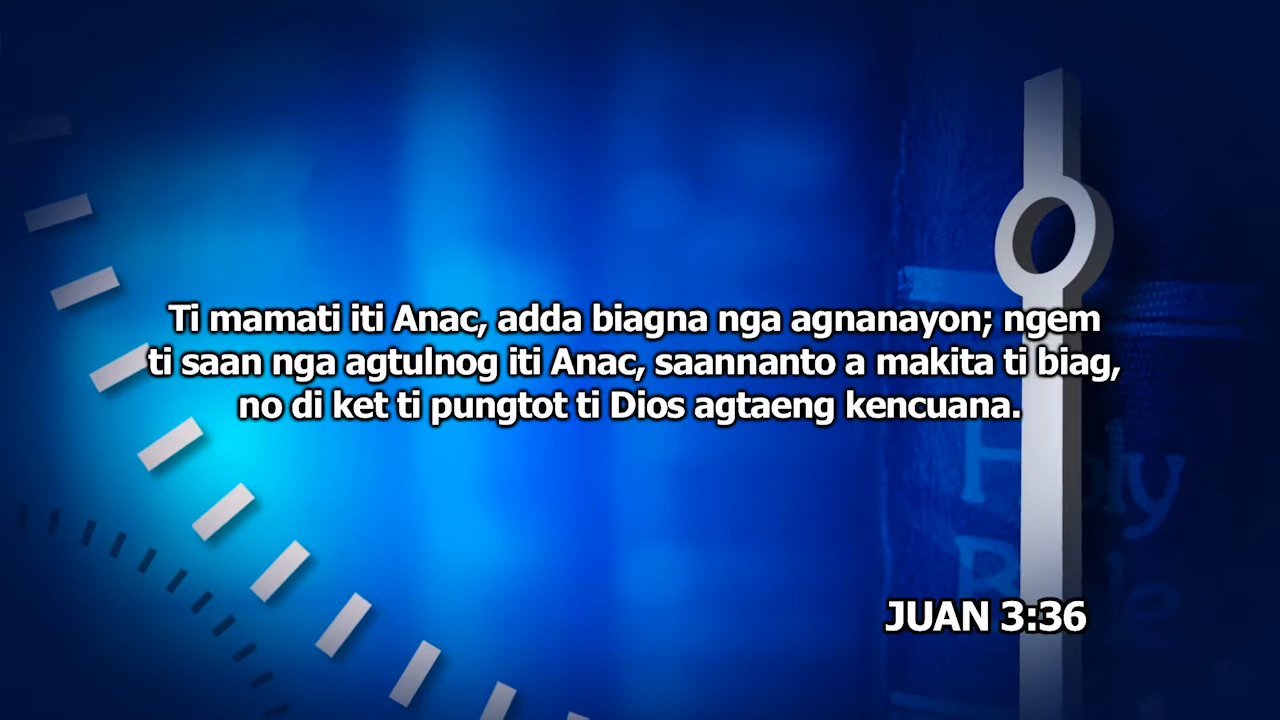 Ti mamati iti Anac, adda biagna nga agnanayon; ngem
ti saan nga agtulnog iti Anac, saannanto a makita ti biag,
no di ket ti pungtot ti Dios agtaeng kencuana.
Holy
JUAN 3:36